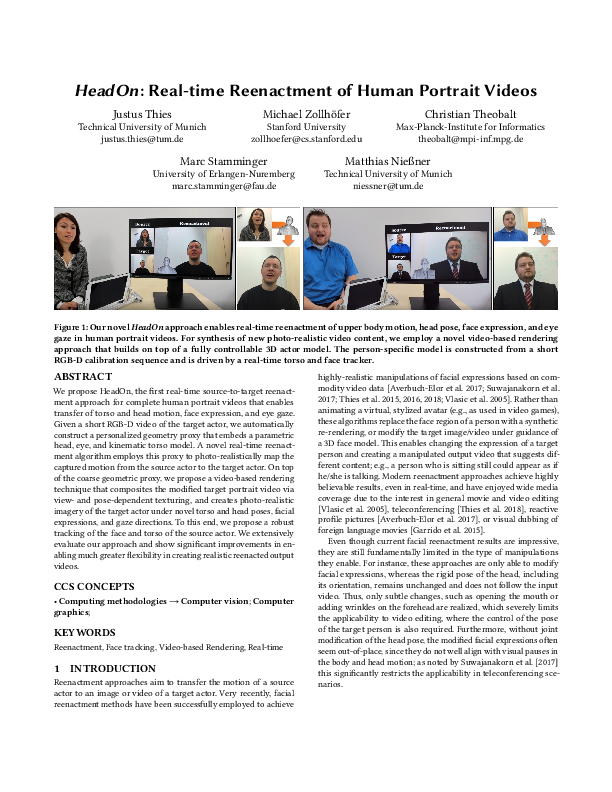 HeadOn: Real-time Reenactment of Human Portrait Videos
Justus Thies
Technical University of Munich
justus.thies@tum.de
Michael Zollhöfer
Stanford University
zollhoefer@cs.stanford.edu
Christian Theobalt
Max-Planck-Institute for Informatics
theobalt@mpi-inf.mpg.de
Marc Stamminger
University of Erlangen-Nuremberg
marc.stamminger@fau.de
Matthias Nießner
Technical University of Munich
niessner@tum.de
Source
Reenactment
Target
Source
Reenactment
Target
Figure 1: Our novel HeadOn approach enables real-time reenactment of upper body motion, head pose, face expression, and eye
gaze in human portrait videos. For synthesis of new photo-realistic video content, we employ a novel video-based rendering
approach that builds on top of a fully controllable 3D actor model. The person-specific model is constructed from a short
RGB-D calibration sequence and is driven by a real-time torso and face tracker.
ABSTRACT
We propose HeadOn, the first real-time source-to-target reenact-
ment approach for complete human portrait videos that enables
transfer of torso and head motion, face expression, and eye gaze.
Given a short RGB-D video of the target actor, we automatically
construct a personalized geometry proxy that embeds a parametric
head, eye, and kinematic torso model. A novel real-time reenact-
ment algorithm employs this proxy to photo-realistically map the
captured motion from the source actor to the target actor. On top
of the coarse geometric proxy, we propose a video-based rendering
technique that composites the modified target portrait video via
view- and pose-dependent texturing, and creates photo-realistic
imagery of the target actor under novel torso and head poses, facial
expressions, and gaze directions. To this end, we propose a robust
tracking of the face and torso of the source actor. We extensively
evaluate our approach and show significant improvements in en-
abling much greater flexibility in creating realistic reenacted output
videos.
CCS CONCEPTS
• Computing methodologies → Computer vision; Computer
graphics;
KEYWORDS
Reenactment, Face tracking, Video-based Rendering, Real-time
1 INTRODUCTION
Reenactment approaches aim to transfer the motion of a source
actor to an image or video of a target actor. Very recently, facial
reenactment methods have been successfully employed to achieve
highly-realistic manipulations of facial expressions based on com-
modity video data [Averbuch-Elor et al. 2017; Suwajanakorn et al.
2017; Thies et al. 2015, 2016, 2018; Vlasic et al. 2005]. Rather than
animating a virtual, stylized avatar (e.g., as used in video games),
these algorithms replace the face region of a person with a synthetic
re-rendering, or modify the target image/video under guidance of
a 3D face model. This enables changing the expression of a target
person and creating a manipulated output video that suggests dif-
ferent content; e.g., a person who is sitting still could appear as if
he/she is talking. Modern reenactment approaches achieve highly
believable results, even in real-time, and have enjoyed wide media
coverage due to the interest in general movie and video editing
[Vlasic et al. 2005], teleconferencing [Thies et al. 2018], reactive
profile pictures [Averbuch-Elor et al. 2017], or visual dubbing of
foreign language movies [Garrido et al. 2015].
Even though current facial reenactment results are impressive,
they are still fundamentally limited in the type of manipulations
they enable. For instance, these approaches are only able to modify
facial expressions, whereas the rigid pose of the head, including
its orientation, remains unchanged and does not follow the input
video. Thus, only subtle changes, such as opening the mouth or
adding wrinkles on the forehead are realized, which severely limits
the applicability to video editing, where the control of the pose
of the target person is also required. Furthermore, without joint
modification of the head pose, the modified facial expressions often
seem out-of-place, since they do not well align with visual pauses in
the body and head motion; as noted by Suwajanakorn et al. [2017]
this significantly restricts the applicability in teleconferencing sce-
narios.